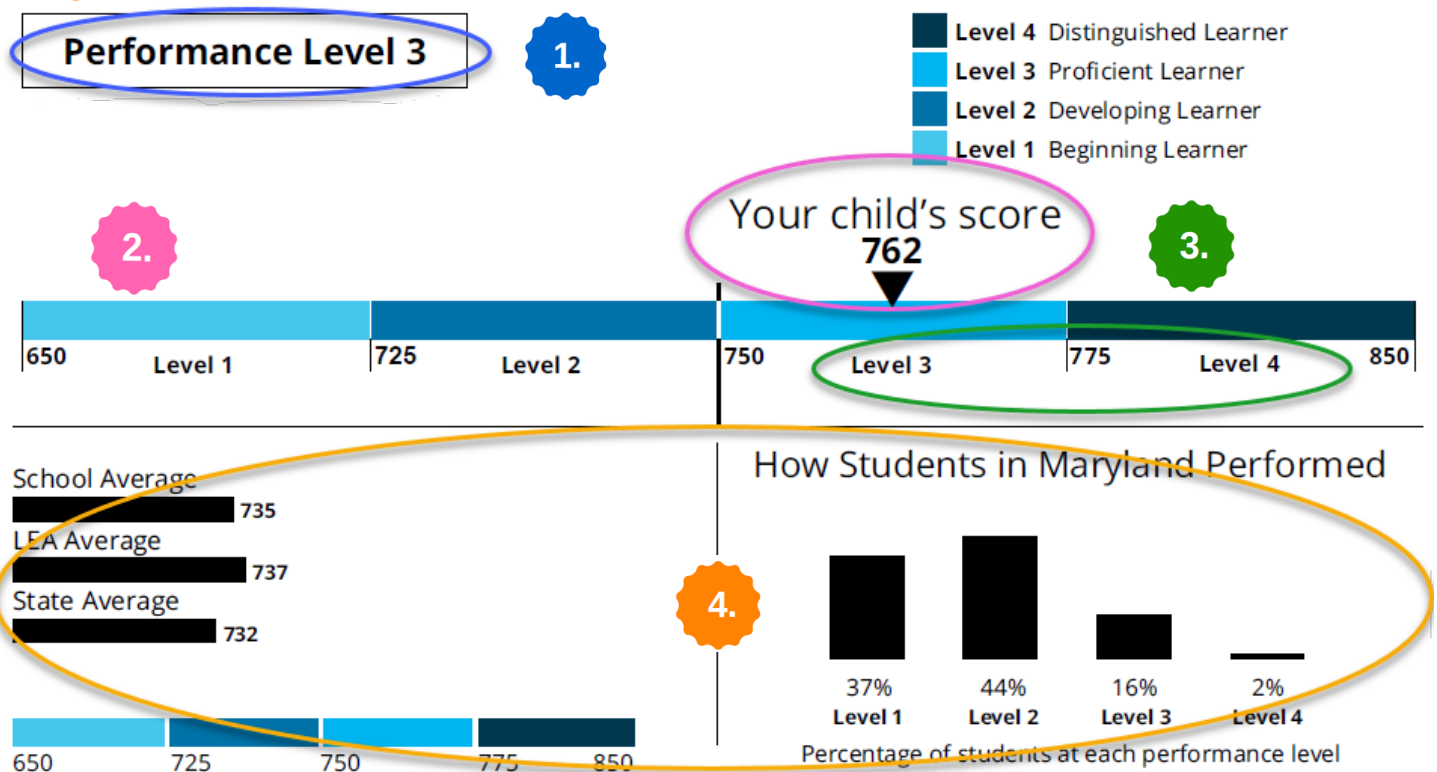 Performance Level 3
1.
Level 4 Distinguished Learner
Level 3 Proficient Learner
Level 2 Developing Learner
Level 1 Beginning Learner
Your child's score
762
2.
3.
650 Level 1 725 Level 2 750 Level 3 775 Level 4 850
School Average
735
LEA Average
737
State Average
732
650 725 750 775 850
4.
How Students in Maryland Performed
37% 44% 16% 2%
Level 1 Level 2 Level 3 Level 4
Percentage of students at each performance level